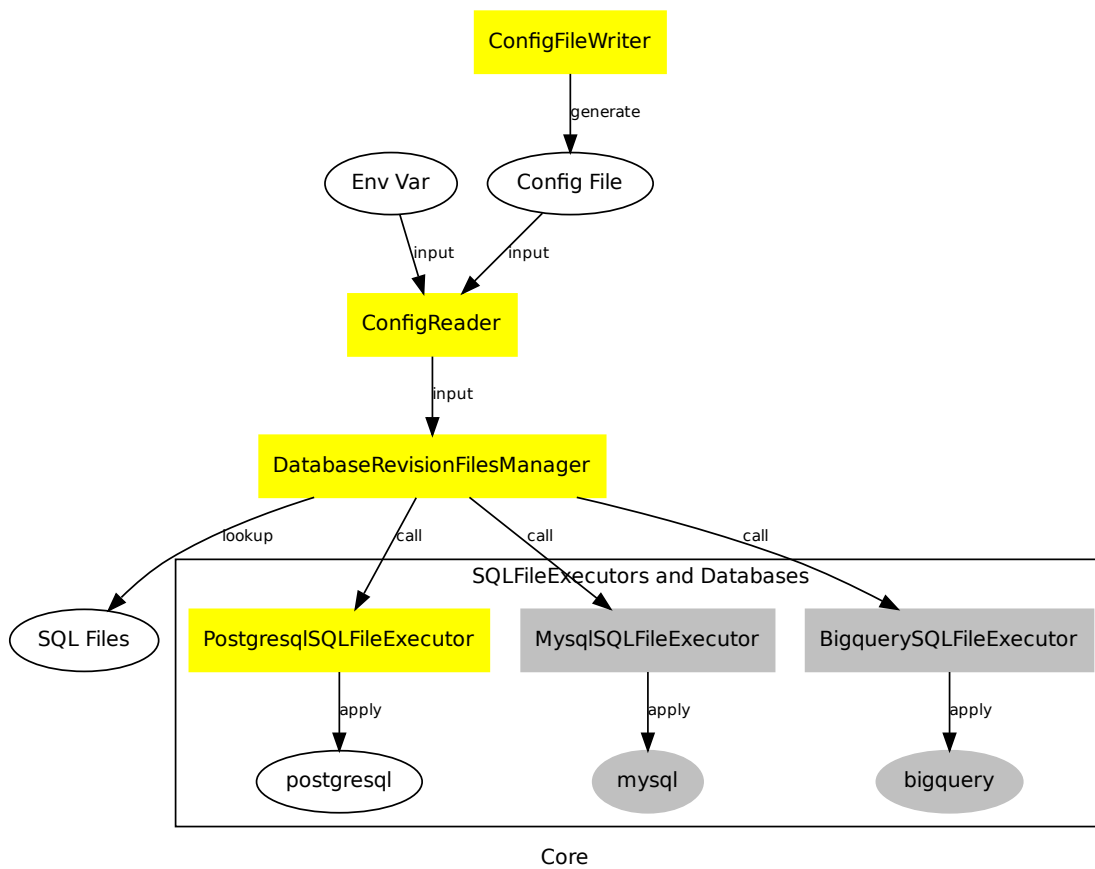 ConfigFileWriter
generate
Env Var
Config File
input
input
ConfigReader
input
DatabaseRevisionFilesManager
lookup
call
call
call
SQLFileExecutors and Databases
SQL Files
PostgresqlSQLFileExecutor
MysqlSQLFileExecutor
BigquerySQLFileExecutor
apply
apply
apply
postgresql
mysql
bigquery
Core